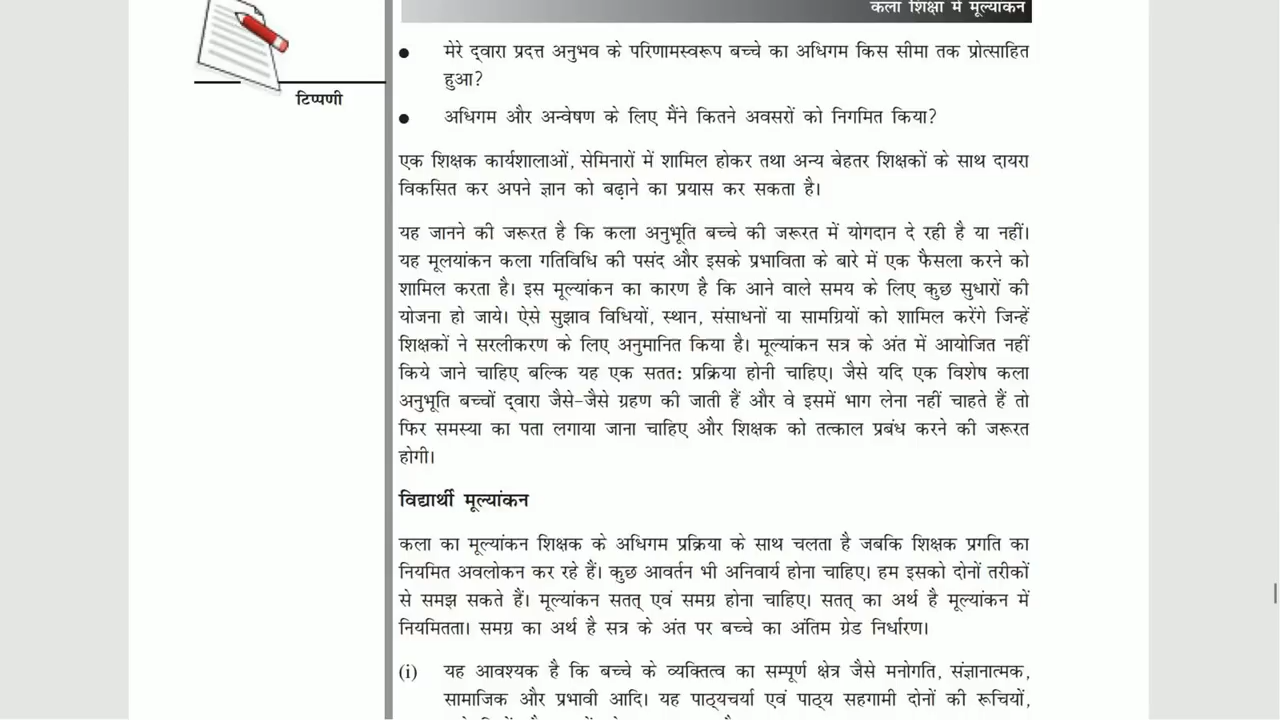 कला शिक्षा में मूल्यांकन
टिप्पणी
● मेरे द्वारा प्रदत्त अनुभव के परिणामस्वरूप बच्चे का अधिगम किस सीमा तक प्रोत्साहित
हुआ?
● अधिगम और अन्वेषण के लिए मैंने कितने अवसरों को निगमित किया?
एक शिक्षक कार्यशालाओं, सेमिनारों में शामिल होकर तथा अन्य बेहतर शिक्षकों के साथ दायरा
विकसित कर अपने ज्ञान को बढ़ाने का प्रयास कर सकता है।
यह जानने की जरूरत है कि कला अनुभूति बच्चे की जरूरत में योगदान दे रही है या नहीं।
यह मूलयांकन कला गतिविधि की पसंद और इसके प्रभाविता के बारे में एक फैसला करने को
शामिल करता है। इस मूल्यांकन का कारण है कि आने वाले समय के लिए कुछ सुधारों की
योजना हो जाये। ऐसे सुझाव विधियों, स्थान, संसाधनों या सामग्रियों को शामिल करेंगे जिन्हें
शिक्षकों ने सरलीकरण के लिए अनुमानित किया है। मूल्यांकन सत्र के अंत में आयोजित नहीं
किये जाने चाहिए बल्कि यह एक सतत: प्रक्रिया होनी चाहिए। जैसे यदि एक विशेष कला
अनुभूति बच्चों द्वारा जैसे-जैसे ग्रहण की जाती हैं और वे इसमें भाग लेना नहीं चाहते हैं तो
फिर समस्या का पता लगाया जाना चाहिए और शिक्षक को तत्काल प्रबंध करने की जरूरत
होगी।
विद्यार्थी मूल्यांकन
कला का मूल्यांकन शिक्षक के अधिगम प्रक्रिया के साथ चलता है जबकि शिक्षक प्रगति का
नियमित अवलोकन कर रहे हैं। कुछ आवर्तन भी अनिवार्य होना चाहिए। हम इसको दोनों तरीकों
से समझ सकते हैं। मूल्यांकन सतत् एवं समग्र होना चाहिए। सतत् का अर्थ है मूल्यांकन में
नियमितता। समग्र का अर्थ है सत्र के अंत पर बच्चे का अंतिम ग्रेड निर्धारण।
(i) यह आवश्यक है कि बच्चे के व्यक्तित्व का सम्पूर्ण क्षेत्र जैसे मनोगति, संज्ञानात्मक,
सामाजिक और प्रभावी आदि। यह पाठ्यचर्या एवं पाठ्य सहगामी दोनों की रूचियों,